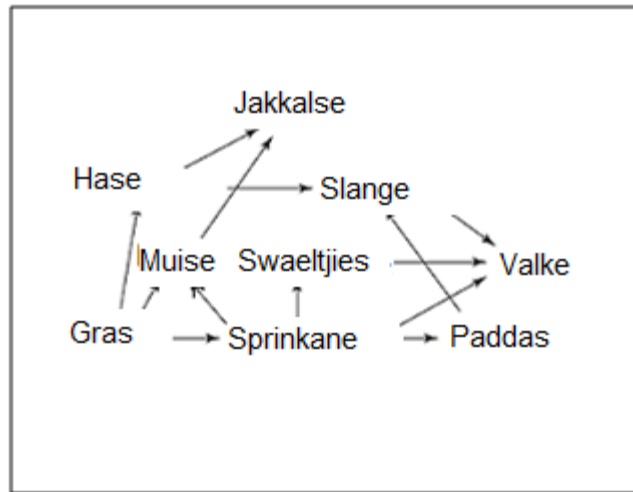 Jakkalse
Hase
Slange
Muise Swaeltjies Valke
Gras Sprinkane Paddas